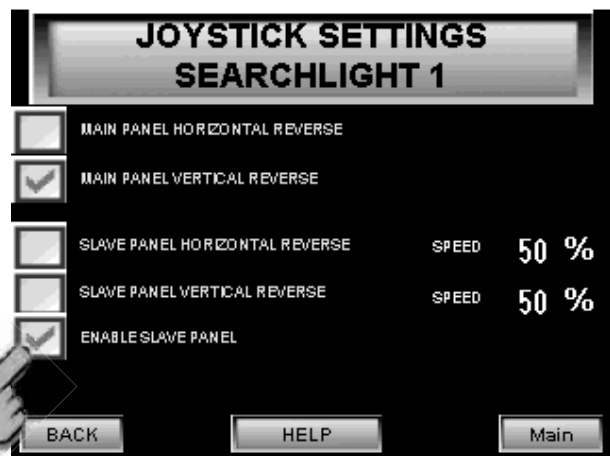 JOYSTICK SETTINGS
SEARCHLIGHT 1
MAIN PANEL HORIZONTAL REVERSE
MAIN PANEL VERTICAL REVERSE
SLAVE PANEL HORIZONTAL REVERSE SPEED 50 %
SLAVE PANEL VERTICAL REVERSE SPEED 50 %
ENABLE SLAVE PANEL
BACK HELP Main